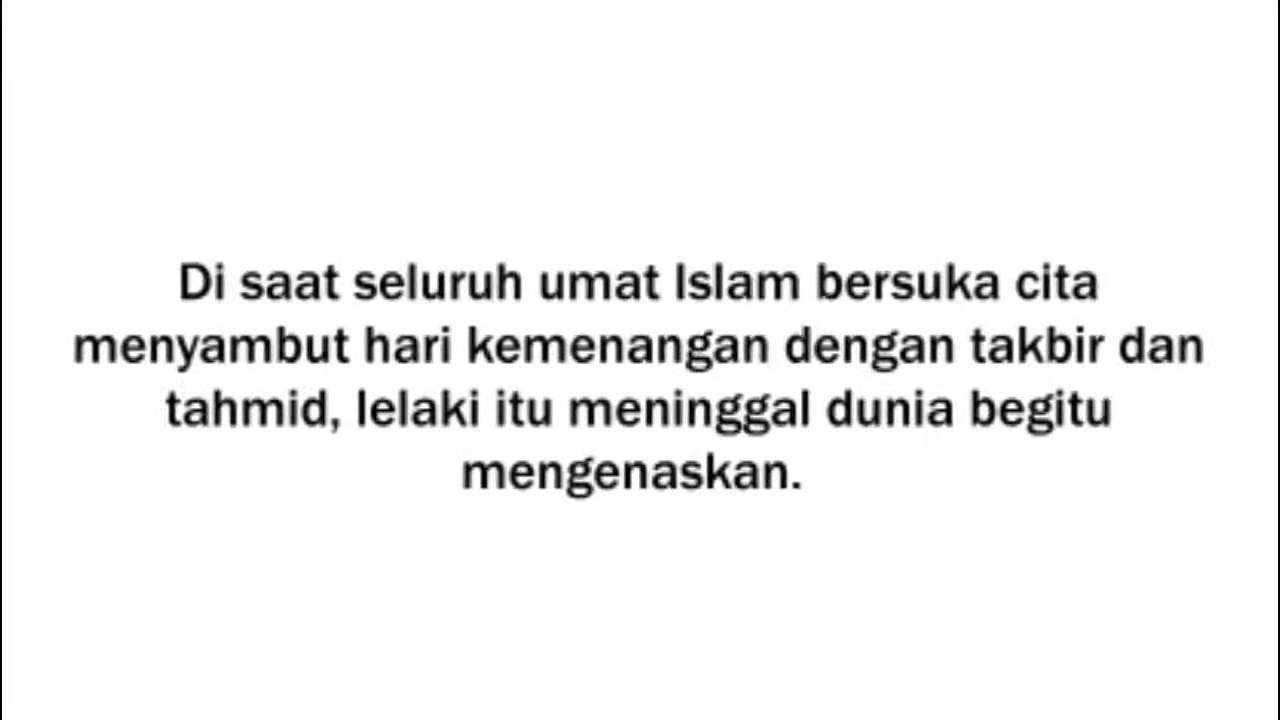 Di saat seluruh umat Islam bersuka cita
menyambut hari kemenangan dengan takbir dan
tahmid, lelaki itu meninggal dunia begitu
mengenaskan.